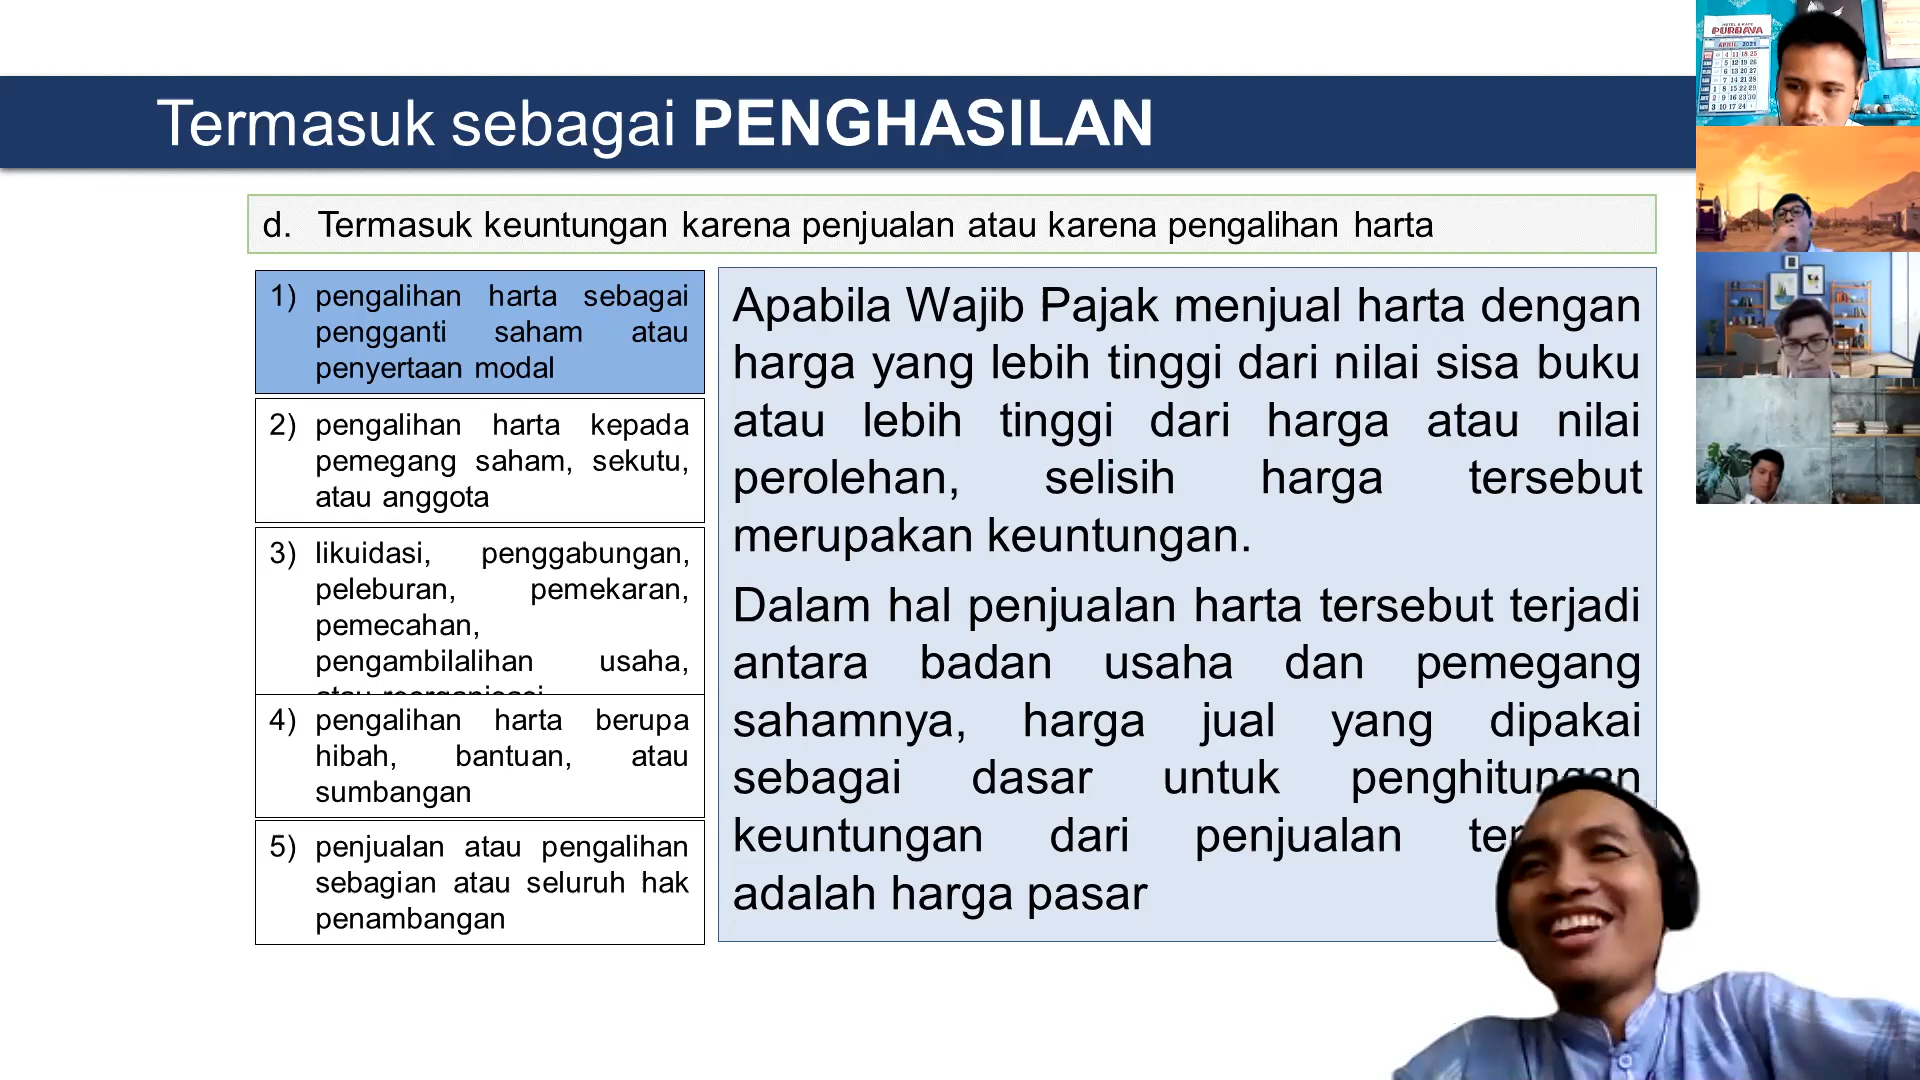 Termasuk sebagai PENGHASILAN
d. Termasuk keuntungan karena penjualan atau karena pengalihan harta
1) pengalihan harta sebagai
pengganti saham atau
penyertaan modal
2) pengalihan harta kepada
pemegang saham, sekutu,
atau anggota
3) likuidasi, penggabungan,
peleburan, pemekaran,
pemecahan,
pengambilalihan usaha,
4) pengalihan harta berupa
hibah, bantuan, atau
sumbangan
5) penjualan atau pengalihan
sebagian atau seluruh hak
penambangan
Apabila Wajib Pajak menjual harta dengan
harga yang lebih tinggi dari nilai sisa buku
atau lebih tinggi dari harga atau nilai
perolehan, selisih harga tersebut
merupakan keuntungan.
Dalam hal penjualan harta tersebut terjadi
antara badan usaha dan pemegang
sahamnya, harga jual yang dipakai
sebagai dasar untuk penghitungan
keuntungan dari penjualan
adalah harga pasar
PURBAYA
APRIL 2021